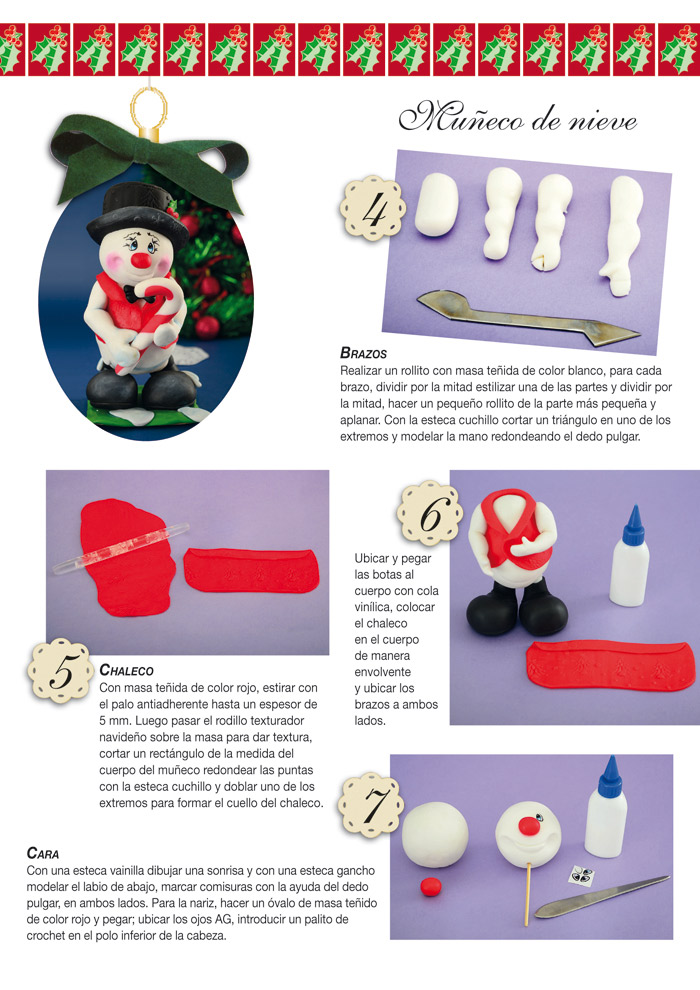 Muñeco de nieve
4
BRAZOS
Realizar un rollito con masa teñida de color blanco, para cada
brazo, dividir por la mitad estilizar una de las partes y dividir por
la mitad, hacer un pequeño rollito de la parte más pequeña y
aplanar. Con la esteca cuchillo cortar un triángulo en uno de los
extremos y modelar la mano redondeando el dedo pulgar.
5
CHALECO
Con masa teñida de color rojo, estirar con
el palo antiadherente hasta un espesor de
5 mm. Luego pasar el rodillo texturador
navideño sobre la masa para dar textura,
cortar un rectángulo de la medida del
cuerpo del muñeco redondear las puntas
con la esteca cuchillo y doblar uno de los
extremos para formar el cuello del chaleco.
6
Ubicar y pegar
las botas al
cuerpo con cola
vinílica, colocar
el chaleco
en el cuerpo
de manera
envolvente
y ubicar los
brazos a ambos
lados.
7
CARA
Con una esteca vainilla dibujar una sonrisa y con una esteca gancho
modelar el labio de abajo, marcar comisuras con la ayuda del dedo
pulgar, en ambos lados. Para la nariz, hacer un óvalo de masa teñido
de color rojo y pegar; ubicar los ojos AG, introducir un palito de
crochet en el polo inferior de la cabeza.